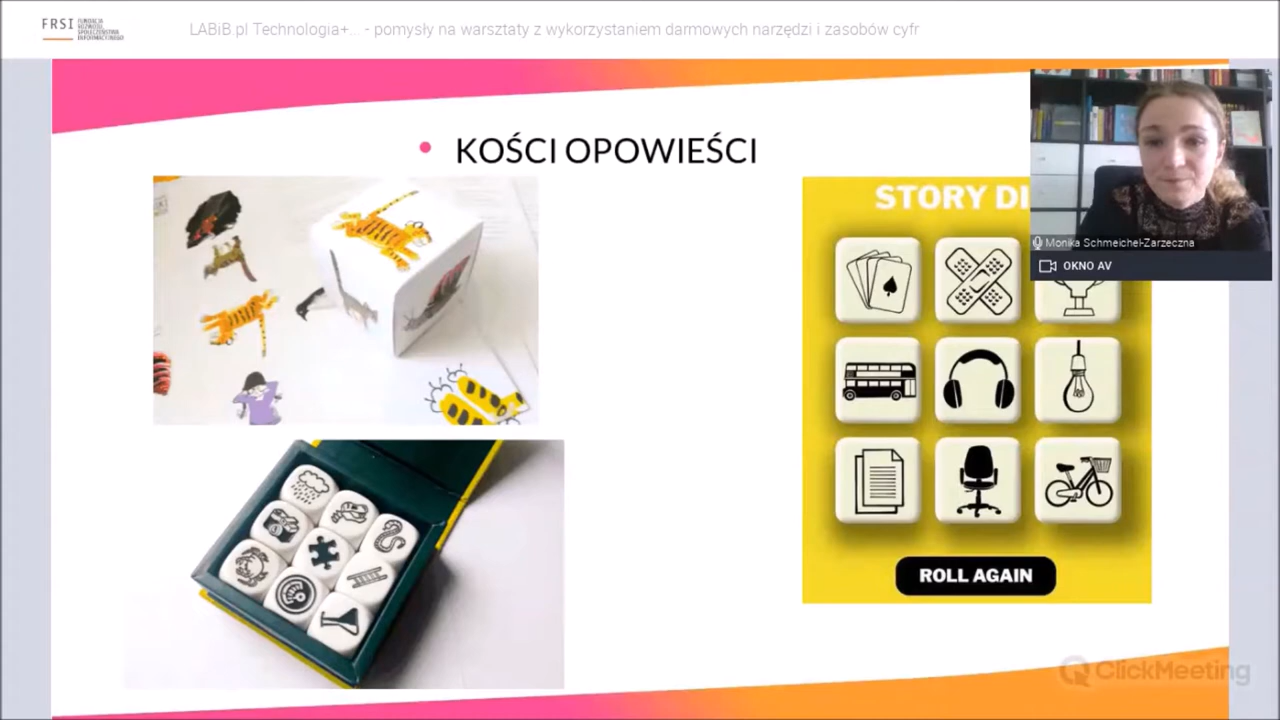 FRSI FUNDACJA
ROZWOJU
SPOŁECZEŃSTWA
INFORMACYJNEGO
LABiB.pl Technologia+... - pomysły na warsztaty z wykorzystaniem darmowych narzędzi i zasobów cyfr
• KOŚCI OPOWIEŚCI
STORY DI
Monika Schmeichel-Zarzeczna
OKNO AV
ROLL AGAIN
ClickMeeting